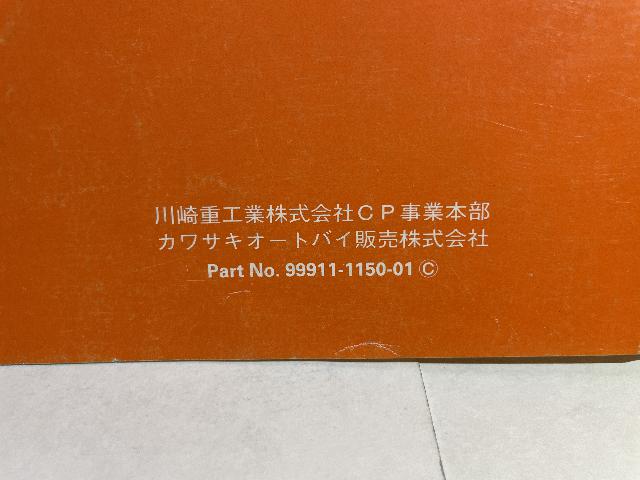 川崎重工業株式会社CP事業本部
カワサキオートバイ販売株式会社
Part No. 99911-1150-01 ©